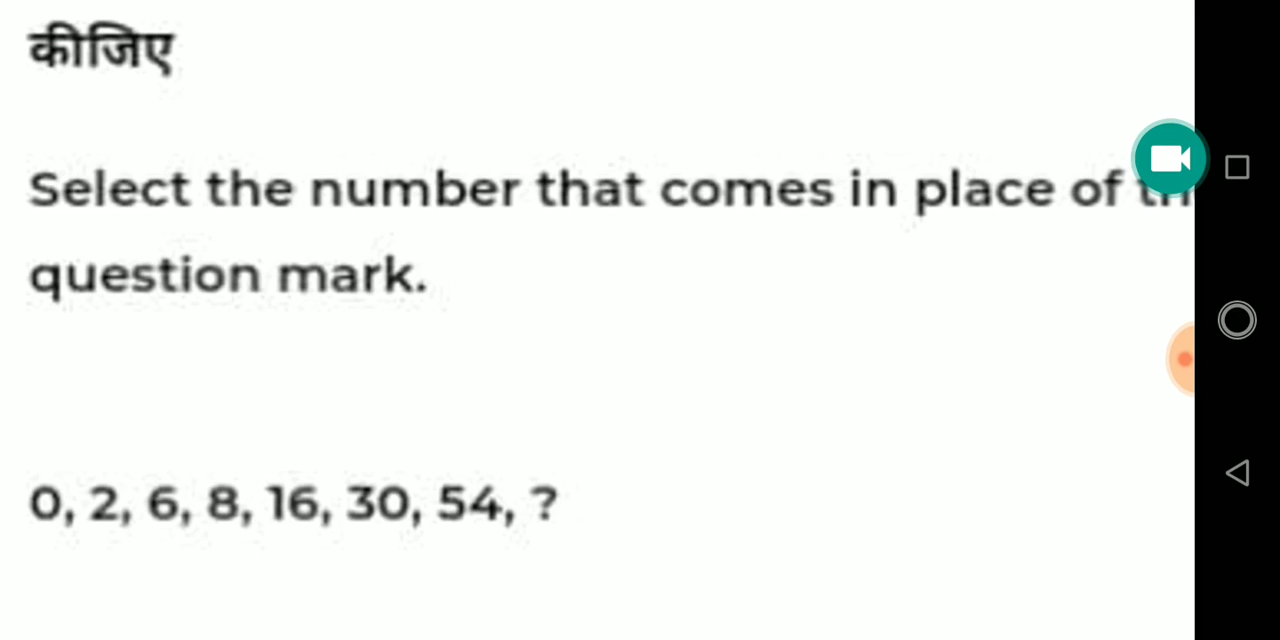 कीजिए
Select the number that comes in place of
question mark.
0, 2, 6, 8, 16, 30, 54, ?